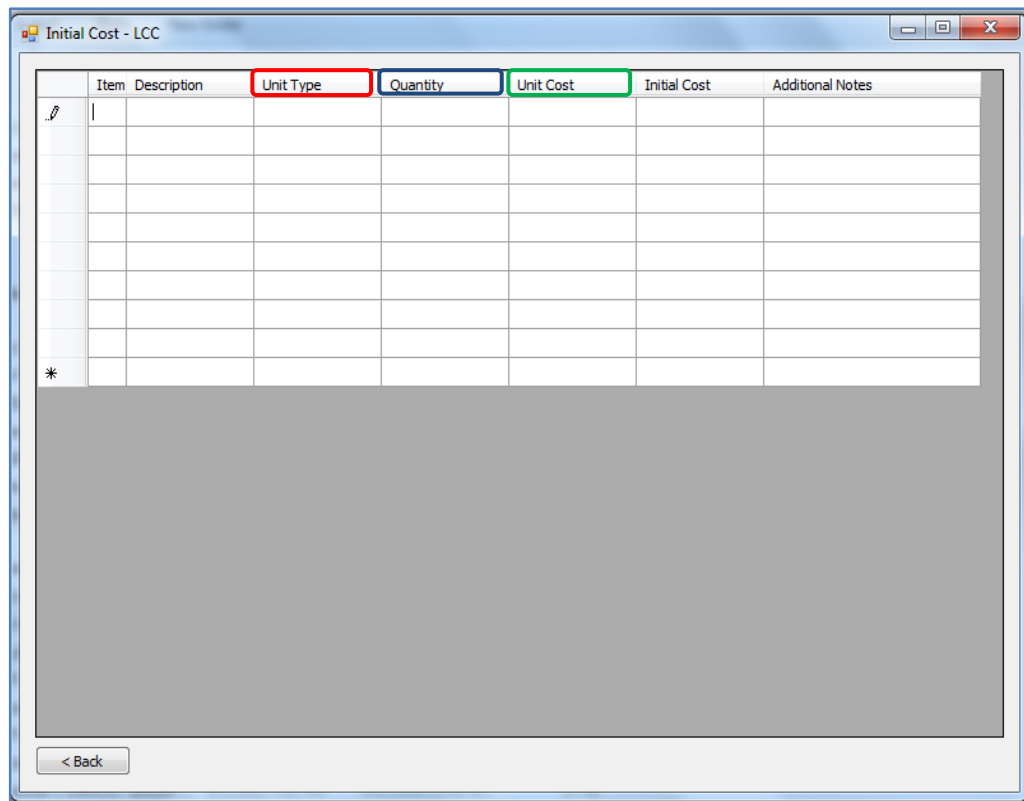 Initial Cost - LCC
Item Description Unit Type Quantity Unit Cost Initial Cost Additional Notes
< Back